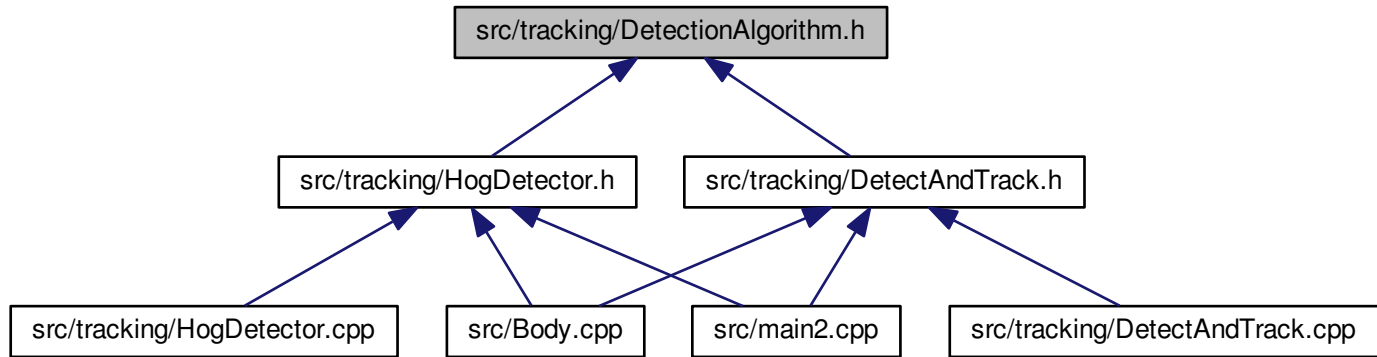 src/tracking/DetectionAlgorithm.h
src/tracking/HogDetector.h
src/tracking/DetectAndTrack.h
src/tracking/HogDetector.cpp
src/Body.cpp
src/main2.cpp
src/tracking/DetectAndTrack.cpp